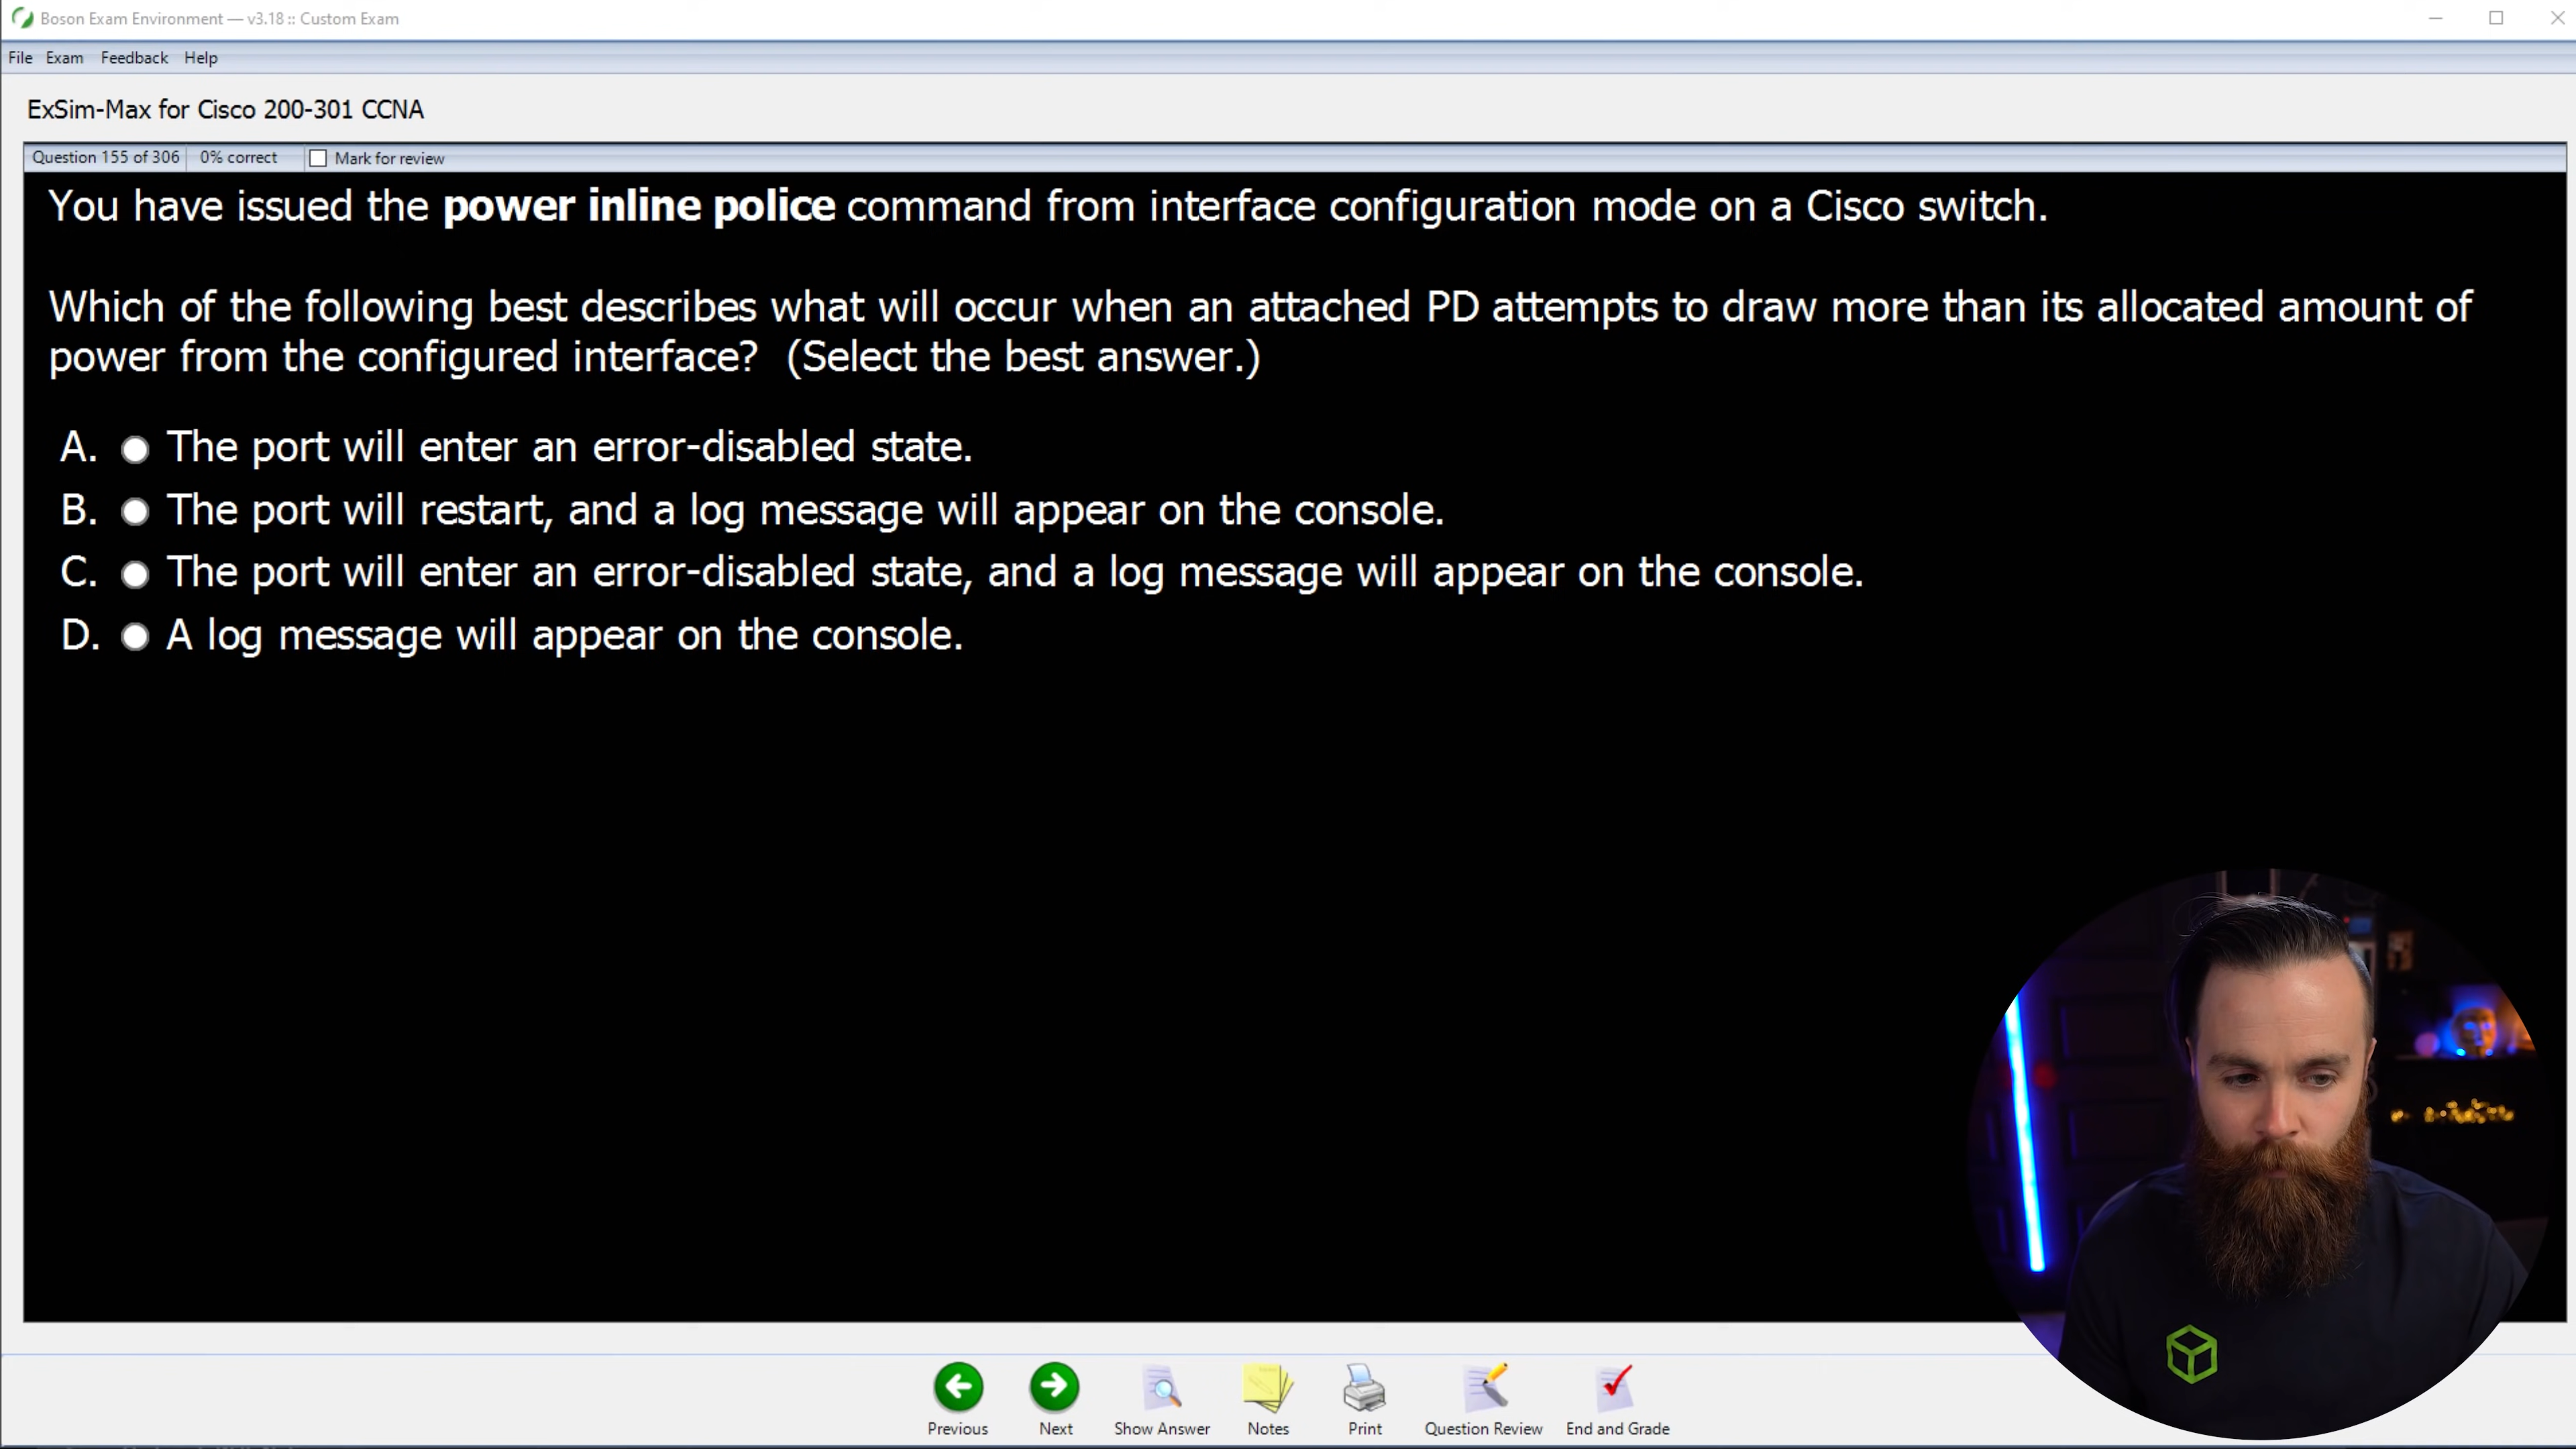 Boson Exam Environment — v3.18 :: Custom Exam
File Exam Feedback Help
ExSim-Max for Cisco 200-301 CCNA
Question 155 of 306 0% correct Mark for review
You have issued the power inline police command from interface configuration mode on a Cisco switch.
Which of the following best describes what will occur when an attached PD attempts to draw more than its allocated amount of
power from the configured interface? (Select the best answer.)
A. The port will enter an error-disabled state.
B. The port will restart, and a log message will appear on the console.
C. The port will enter an error-disabled state, and a log message will appear on the console.
D. A log message will appear on the console.
Previous Next Show Answer Notes Print Question Review End and Grade